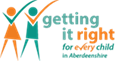 getting
it right
for every child
in Aberdeenshire